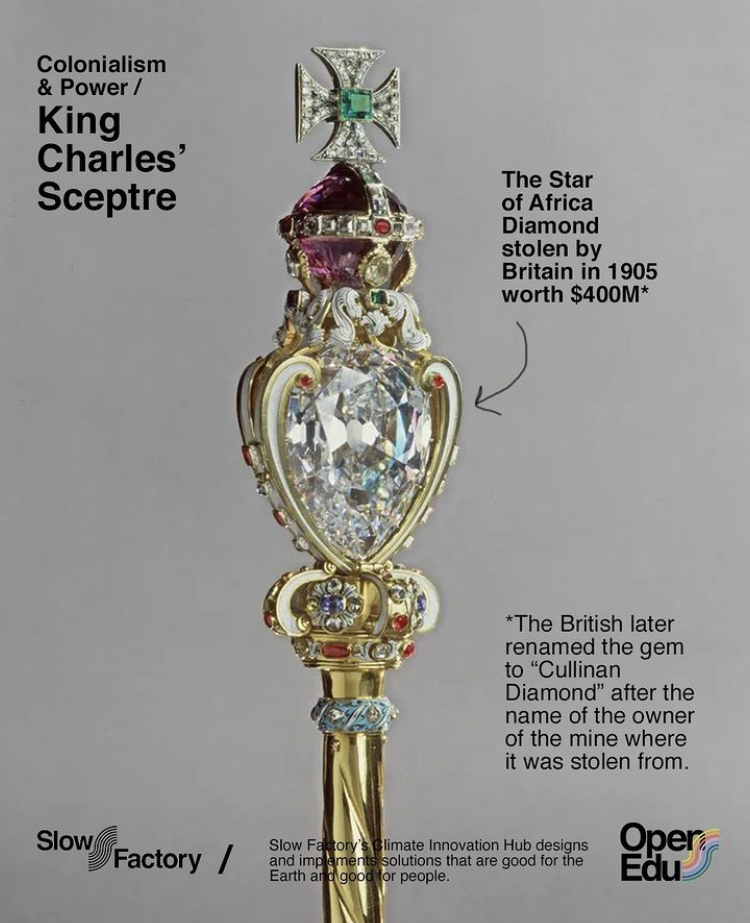 Colonialism
& Power /
King
Charles’
Sceptre
The Star
of Africa
Diamond
stolen by
Britain in 1905
worth $400M*
*The British later
renamed the gem
to “Cullinan
Diamond” after the
name of the owner
of the mine where
it was stolen from.
Slow Factory /
Slow Factory’s Climate Innovation Hub designs
and implements solutions that are good for the
Earth and good for people.
Open
Edu